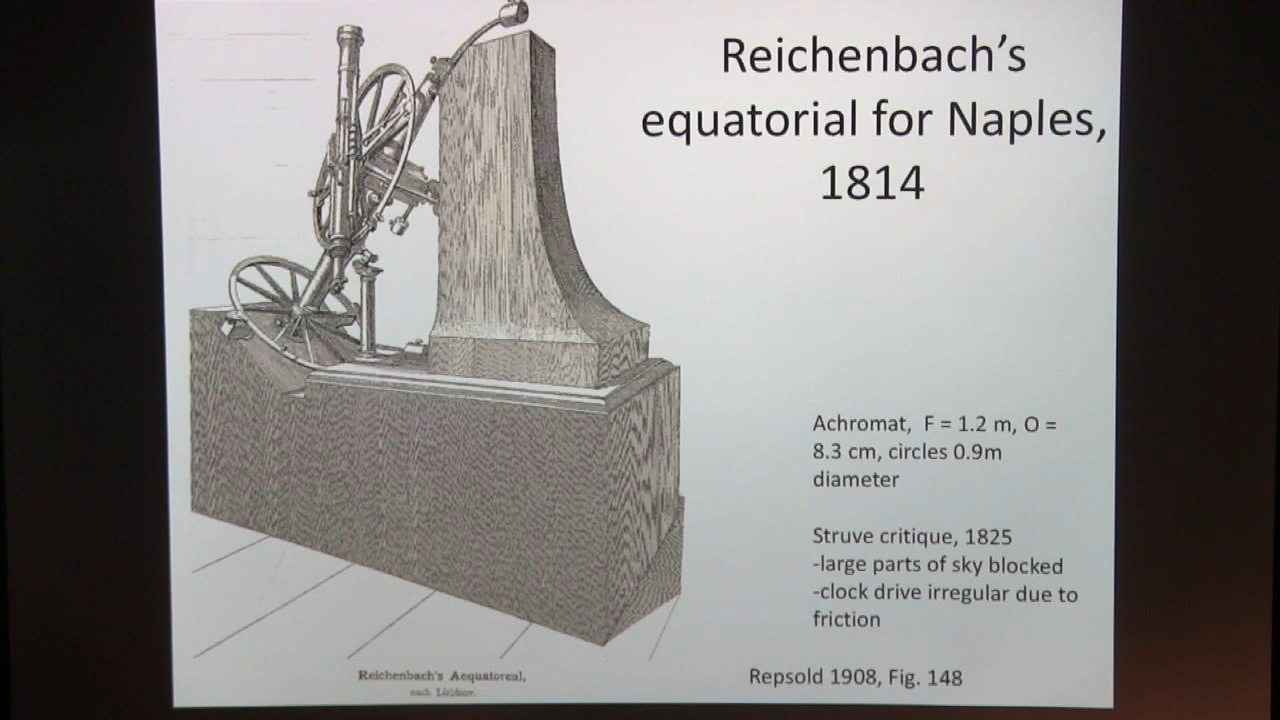 Reichenbach's
equatorial for Naples,
1814
Achromat, F = 1.2 m, O =
8.3 cm, circles 0.9m
diameter
Struve critique, 1825
-large parts of sky blocked
-clock drive irregular due to
friction
Reichenbach's Aequatoreal,
nach
Repsold 1908, Fig. 148